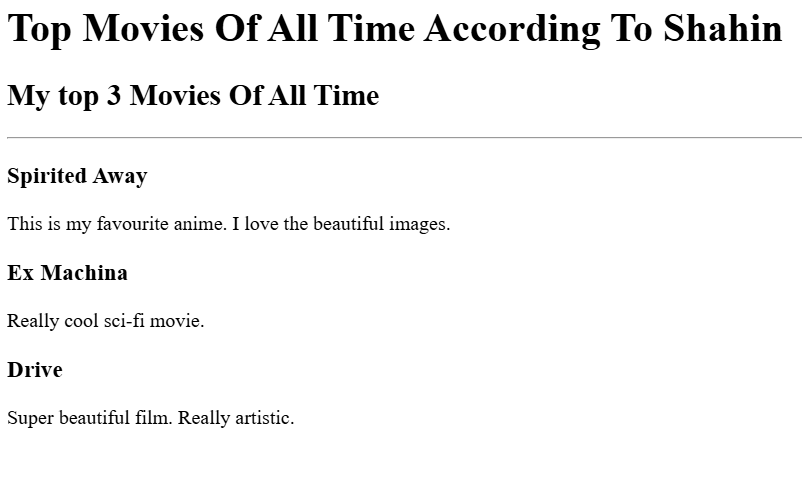 Top Movies Of All Time According To Shahin
My top 3 Movies Of All Time
Spirited Away
This is my favourite anime. I love the beautiful images.
Ex Machina
Really cool sci-fi movie.
Drive
Super beautiful film. Really artistic.